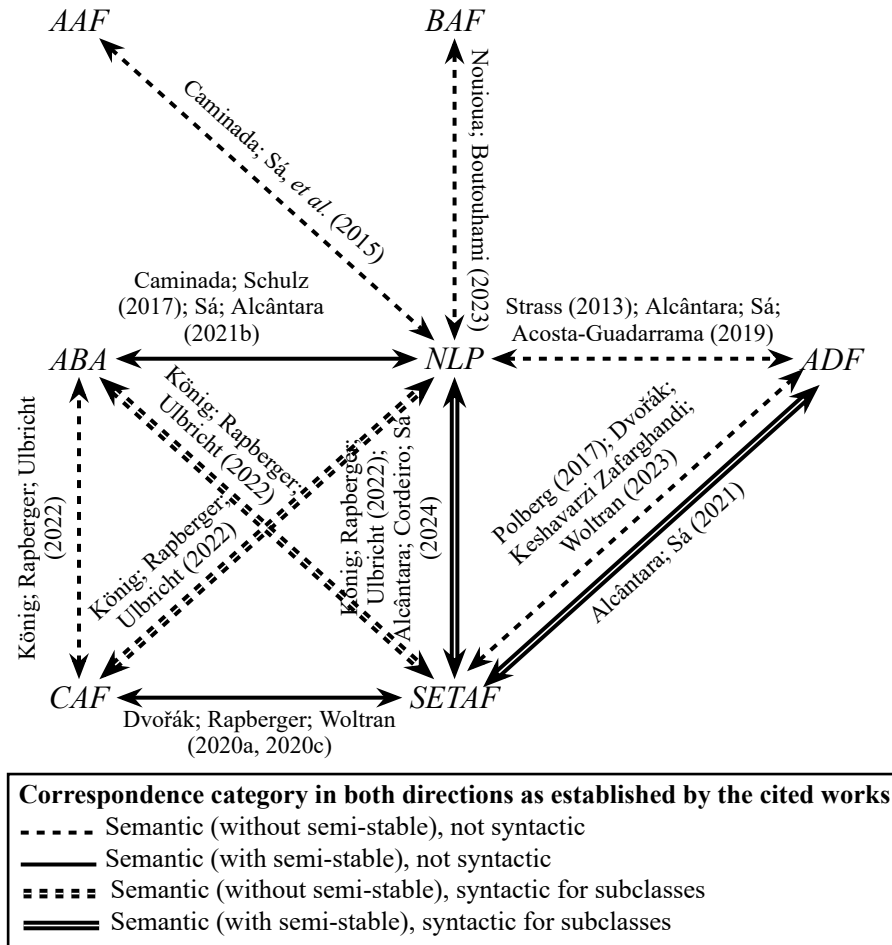 AAF
BAF
Caminada; Sá, et al. (2015)
Nouioua; Boutouhami (2023)
Caminada; Schulz
(2017); Sá; Alcântara
(2021b)
Strass (2013); Alcântara; Sá;
Acosta-Guadarrama (2019)
ABA
NLP
ADF
König; Rapberger; Ulbricht
(2022)
König; Rapberger;
Ulbricht (2022)
König; Rapberger;
Ulbricht (2022)
König; Rapberger;
Ulbricht (2022);
Alcântara; Cordeiro; Sá
(2024)
Polberg (2017); Dvořák;
Keshavarzi Zafarghandi;
Woltran (2023)
Alcântara; Sá (2021)
CAF
SETAF
Dvořák; Rapberger; Woltran
(2020a, 2020c)
Correspondence category in both directions as established by the cited works
Semantic (without semi-stable), not syntactic
Semantic (with semi-stable), not syntactic
Semantic (without semi-stable), syntactic for subclasses
Semantic (with semi-stable), syntactic for subclasses